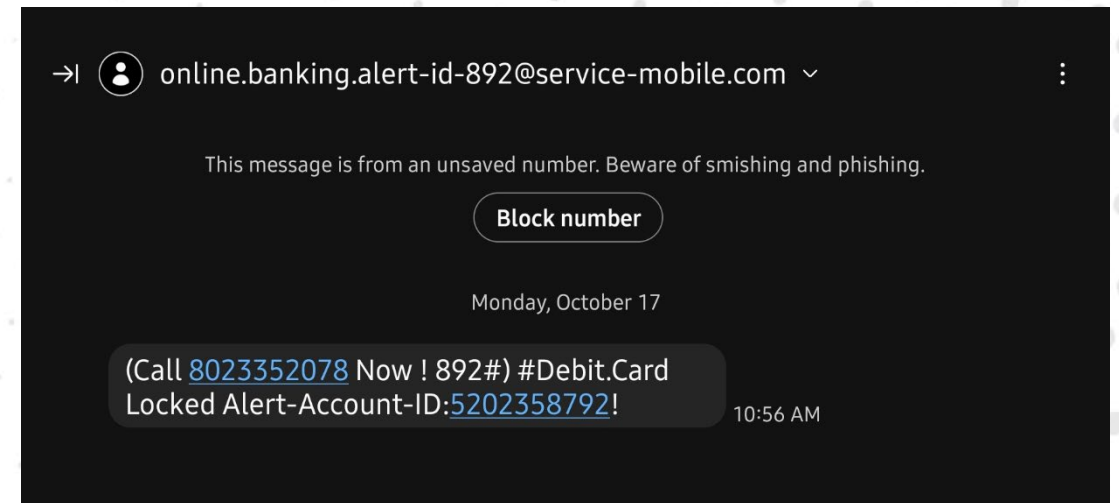 online.banking.alert-id-892@service-mobile.com
This message is from an unsaved number. Beware of smishing and phishing.
Block number
Monday, October 17
(Call 8023352078 Now ! 892#) #Debit.Card
Locked Alert-Account-ID:5202358792!
10:56 AM